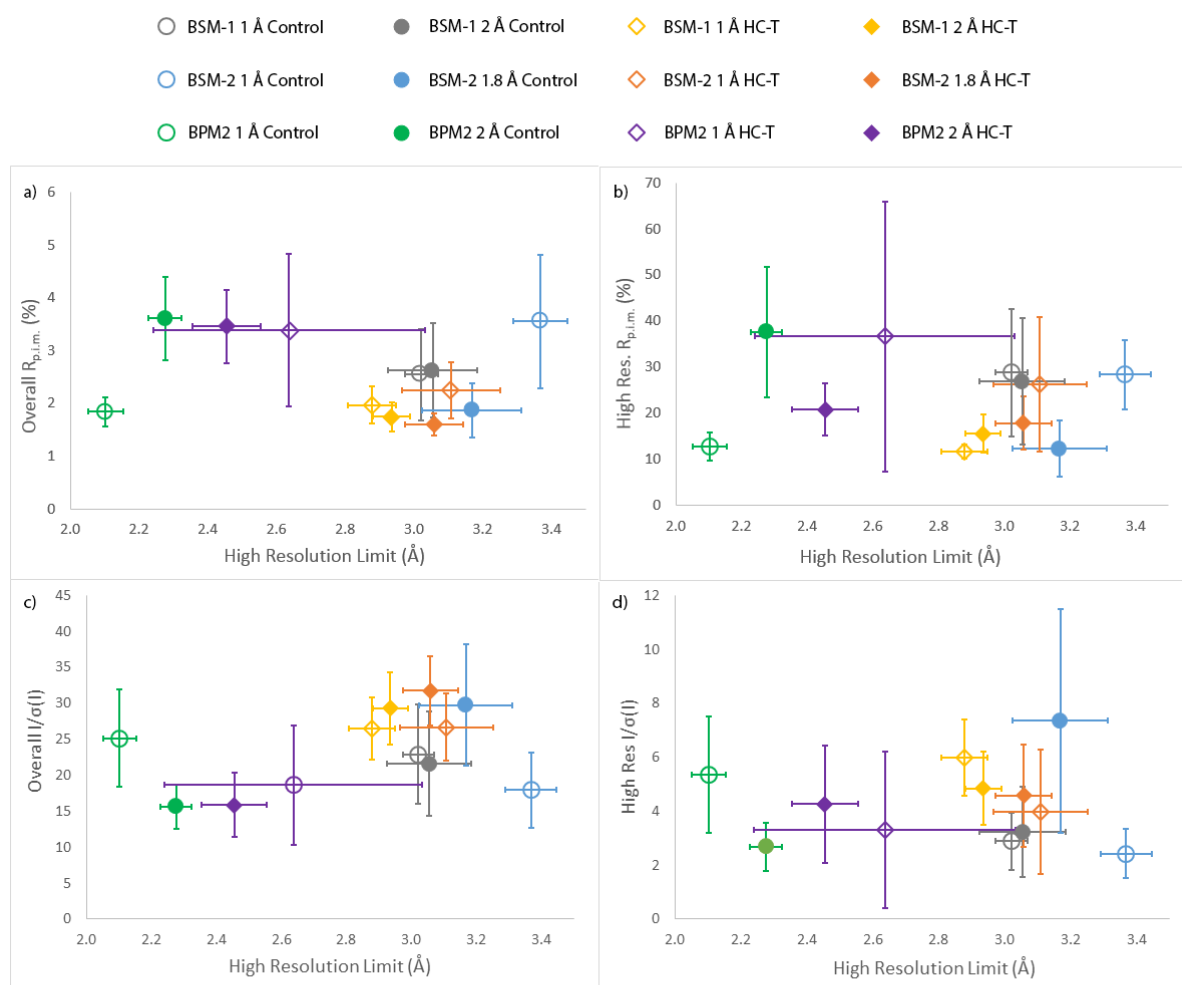 BSM-1 1 Å Control BSM-1 2 Å Control BSM-1 1 Å HC-T BSM-1 2 Å HC-T
BSM-2 1 Å Control BSM-2 1.8 Å Control BSM-2 1 Å HC-T BSM-2 1.8 Å HC-T
BPM2 1 Å Control BPM2 2 Å Control BPM2 1 Å HC-T BPM2 2 Å HC-T
a)
Overall Rp.i.m. (%)
6
5
4
3
2
1
0
2.0 2.2 2.4 2.6 2.8 3.0 3.2 3.4
High Resolution Limit (Å)
b)
High Res. Rp.i.m. (%)
70
60
50
40
30
20
10
0
2.0 2.2 2.4 2.6 2.8 3.0 3.2 3.4
High Resolution Limit (Å)
c)
Overall I/σ(I)
45
40
35
30
25
20
15
10
5
0
2.0 2.2 2.4 2.6 2.8 3.0 3.2 3.4
High Resolution Limit (Å)
d)
High Res I/σ(I)
12
10
8
6
4
2
0
2.0 2.2 2.4 2.6 2.8 3.0 3.2 3.4
High Resolution Limit (Å)